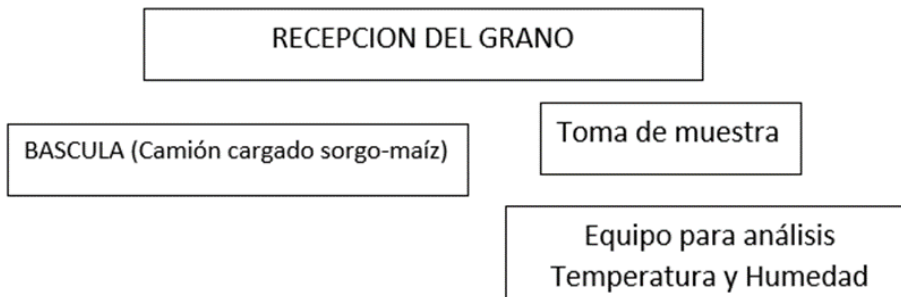 RECEPCION DEL GRANO
BASCULA (Camión cargado sorgo-maíz)
Toma de muestra
Equipo para análisis
Temperatura y Humedad